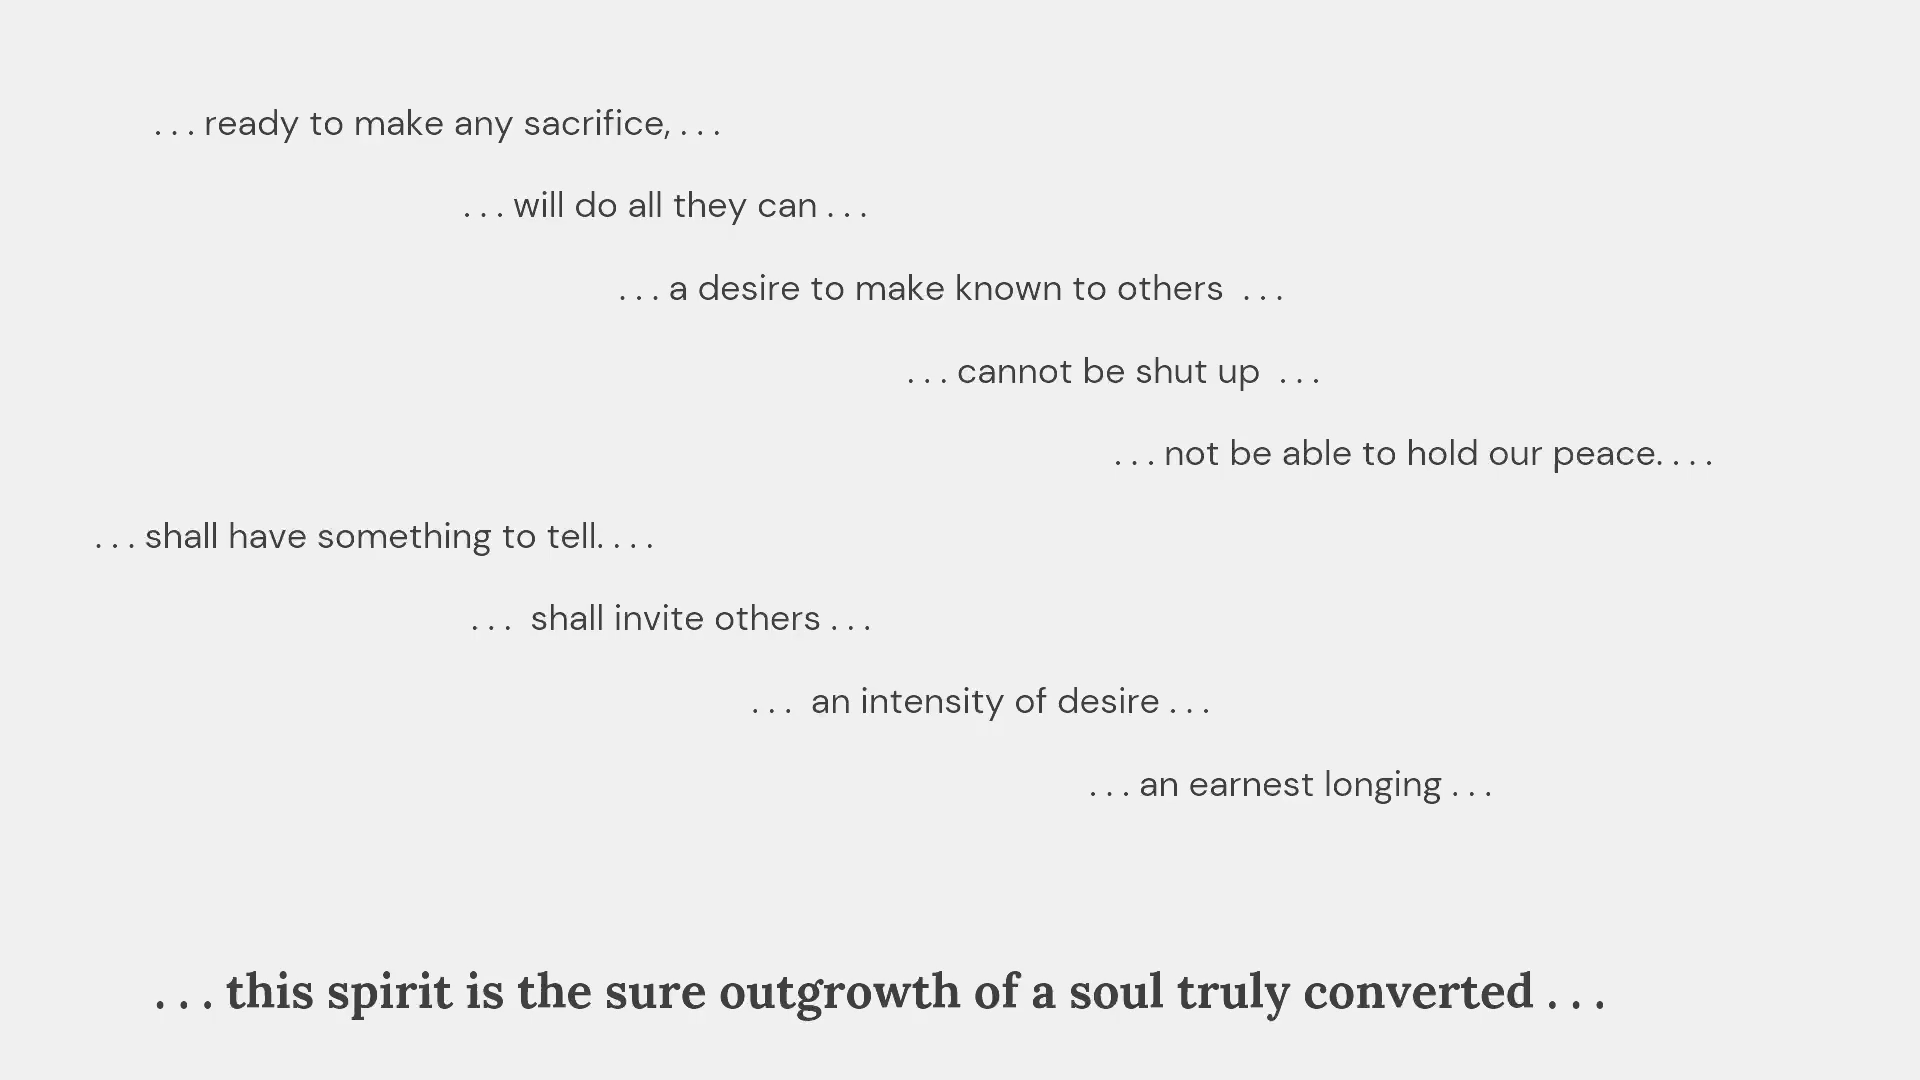 . . . ready to make any sacrifice, . . .
. . . will do all they can . . .
. . . a desire to make known to others . . .
. . . cannot be shut up . . .
. . . not be able to hold our peace. . . .
. . . shall have something to tell. . . .
. . . shall invite others . . .
. . . an intensity of desire . . .
. . . an earnest longing . . .
. . . this spirit is the sure outgrowth of a soul truly converted . . .